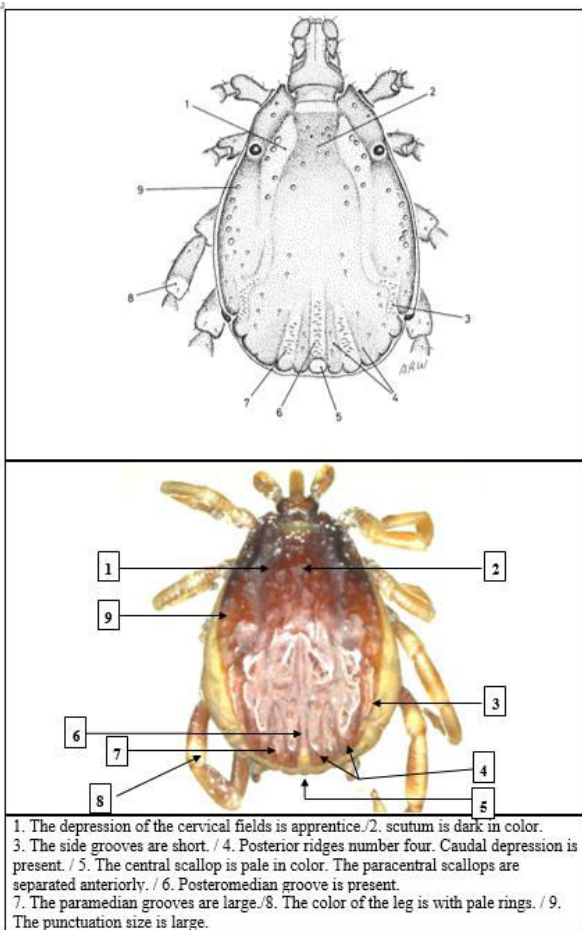 1
2
9
8
3
ARW
7
6
5
4
1
2
9
3
6
7
4
8
5
1. The depression of the cervical fields is apprentice./2. scutum is dark in color.
3. The side grooves are short. / 4. Posterior ridges number four. Caudal depression is
present. / 5. The central scallop is pale in color. The paracentral scallops are
separated anteriorly. / 6. Posteromedian groove is present.
7. The paramedian grooves are large./8. The color of the leg is with pale rings. / 9.
The punctuation size is large.